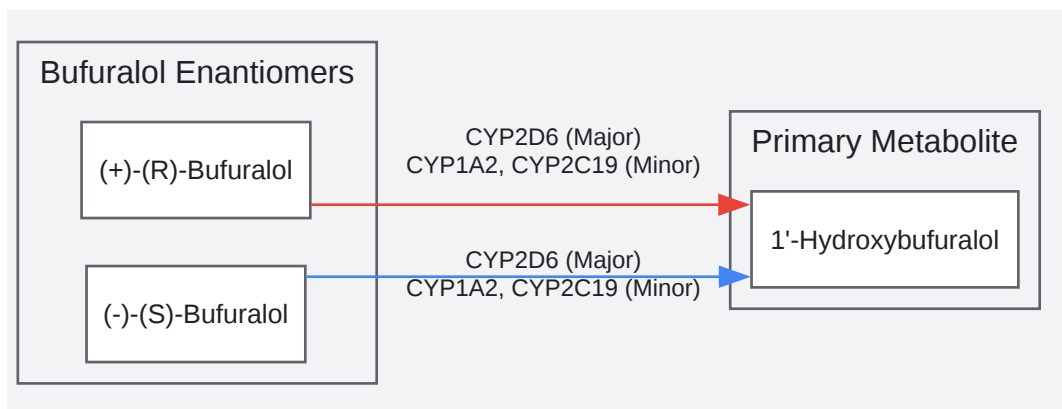 Bufuralol Enantiomers
(+)-(R)-Bufuralol
(-)-(S)-Bufuralol
CYP2D6 (Major)
CYP1A2, CYP2C19 (Minor)
CYP2D6 (Major)
CYP1A2, CYP2C19 (Minor)
Primary Metabolite
1'-Hydroxybufuralol